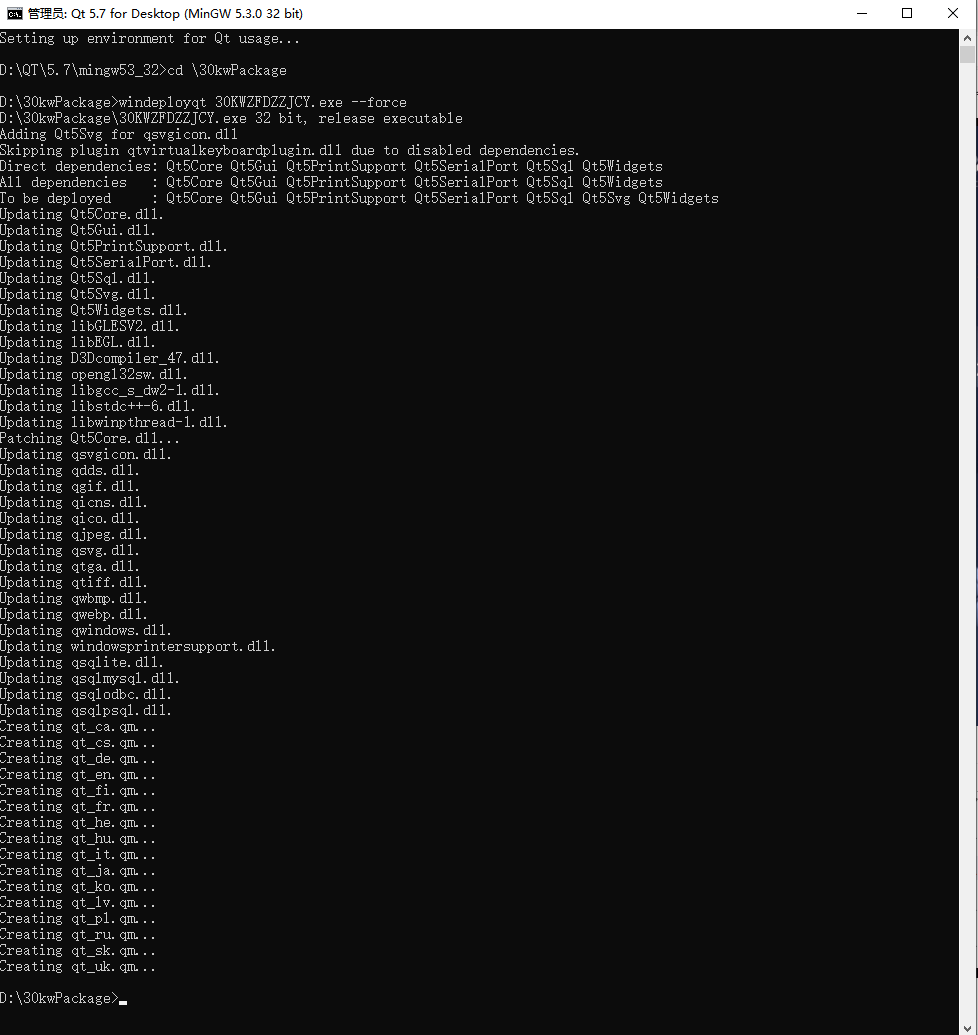 管理员: Qt 5.7 for Desktop (MinGW 5.3.0 32 bit)
Setting up environment for Qt usage...
D:\QT\5.7\mingw53_32>cd \30kwPackage
D:\30kwPackage>windeployqt 30KWZFDZZJCY.exe --force
D:\30kwPackage\30KWZFDZZJCY.exe 32 bit, release executable
Adding Qt5Svg for qsvgicon.dll
Skipping plugin qtvirtualkeyboardplugin.dll due to disabled dependencies.
Direct dependencies: Qt5Core Qt5Gui Qt5PrintSupport Qt5SerialPort Qt5Sql Qt5Widgets
All dependencies   : Qt5Core Qt5Gui Qt5PrintSupport Qt5SerialPort Qt5Sql Qt5Widgets
To be deployed     : Qt5Core Qt5Gui Qt5PrintSupport Qt5SerialPort Qt5Sql Qt5Svg Qt5Widgets
Updating Qt5Core.dll.
Updating Qt5Gui.dll.
Updating Qt5PrintSupport.dll.
Updating Qt5SerialPort.dll.
Updating Qt5Sql.dll.
Updating Qt5Svg.dll.
Updating Qt5Widgets.dll.
Updating libGLESV2.dll.
Updating libEGL.dll.
Updating D3Dcompiler_47.dll.
Updating opengl32sw.dll.
Updating libgcc_s_dw2-1.dll.
Updating libstdc++-6.dll.
Updating libwinpthread-1.dll.
Patching Qt5Core.dll...
Updating qsvgicon.dll.
Updating qdds.dll.
Updating qgif.dll.
Updating qicns.dll.
Updating qico.dll.
Updating qjpeg.dll.
Updating qsvg.dll.
Updating qtga.dll.
Updating qtiff.dll.
Updating qwbmp.dll.
Updating qwebp.dll.
Updating qwindows.dll.
Updating windowsprintersupport.dll.
Updating qsqlite.dll.
Updating qsqlmysql.dll.
Updating qsqlodbc.dll.
Updating qsqlpsql.dll.
Creating qt_ca.qm...
Creating qt_cs.qm...
Creating qt_de.qm...
Creating qt_en.qm...
Creating qt_fi.qm...
Creating qt_fr.qm...
Creating qt_he.qm...
Creating qt_hu.qm...
Creating qt_it.qm...
Creating qt_ja.qm...
Creating qt_ko.qm...
Creating qt_lv.qm...
Creating qt_pl.qm...
Creating qt_ru.qm...
Creating qt_sk.qm...
Creating qt_uk.qm...
D:\30kwPackage>